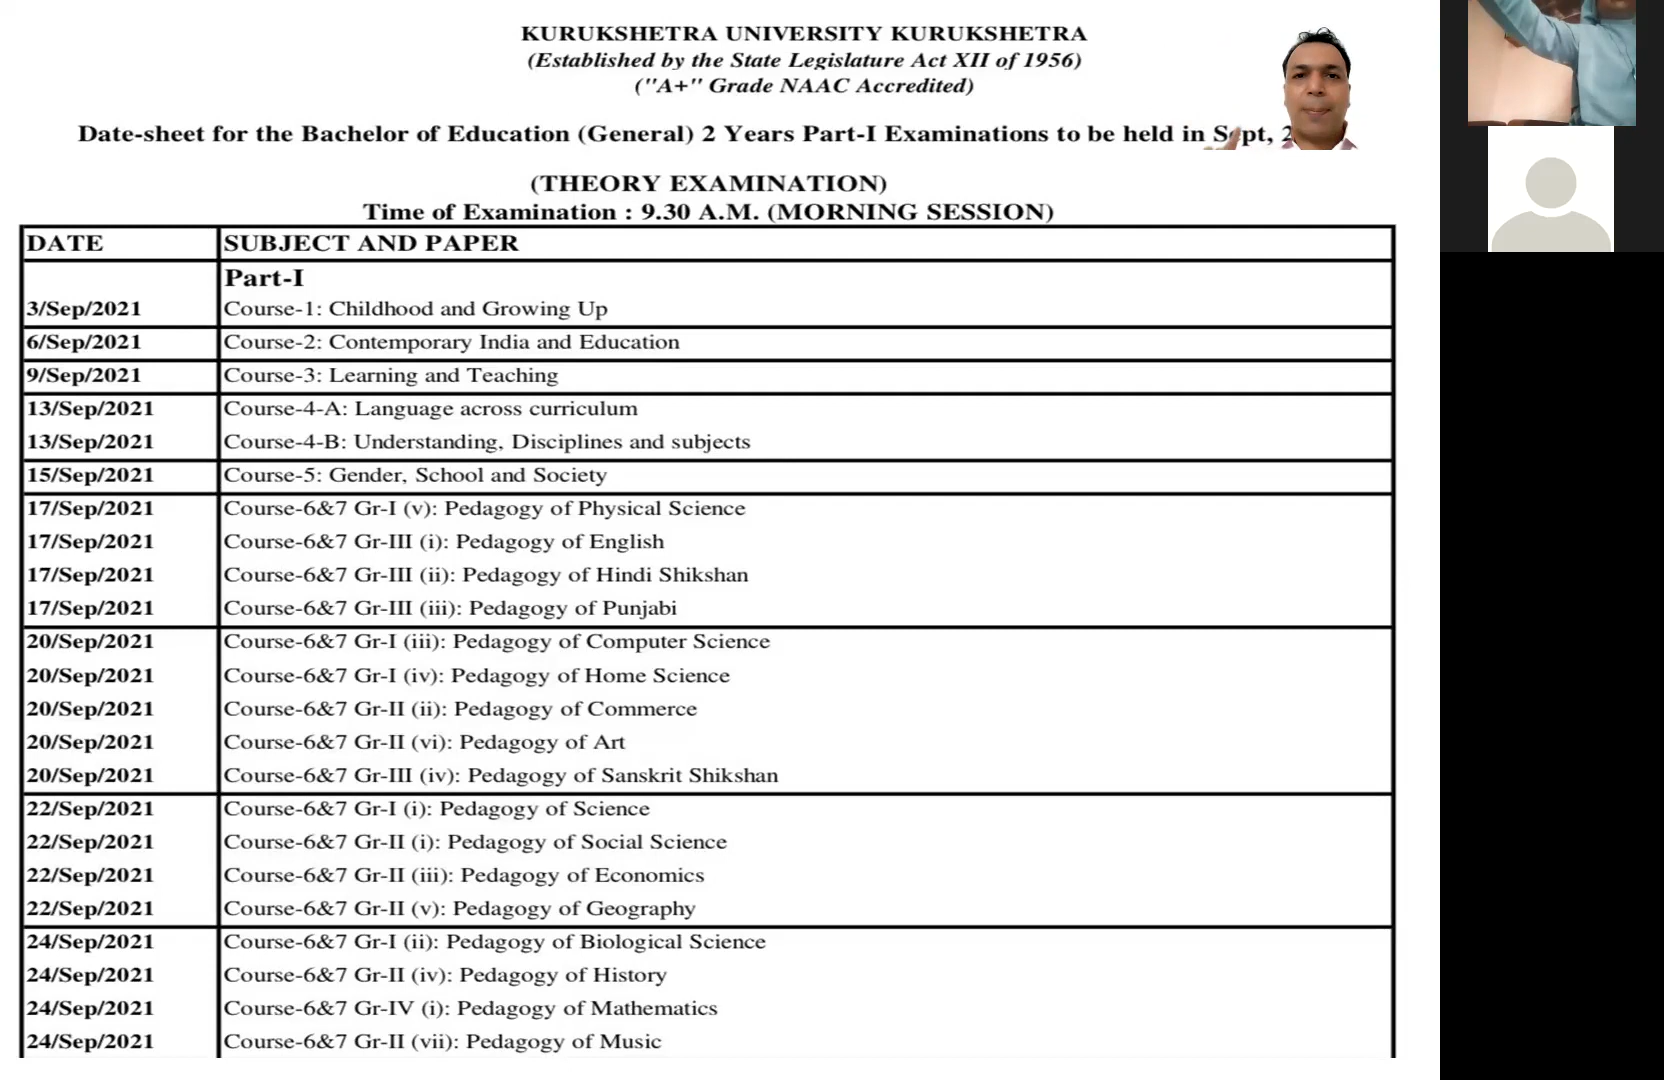 KURUKSHETRA UNIVERSITY KURUKSHETRA
(Established by the State Legislature Act XII of 1956)
("A+" Grade NAAC Accredited)
Date-sheet for the Bachelor of Education (General) 2 Years Part-I Examinations to be held in Sept, 2
(THEORY EXAMINATION)
Time of Examination : 9.30 A.M. (MORNING SESSION)
DATE SUBJECT AND PAPER
Part-I
3/Sep/2021 Course-1: Childhood and Growing Up
6/Sep/2021 Course-2: Contemporary India and Education
9/Sep/2021 Course-3: Learning and Teaching
13/Sep/2021 Course-4-A: Language across curriculum
13/Sep/2021 Course-4-B: Understanding, Disciplines and subjects
15/Sep/2021 Course-5: Gender, School and Society
17/Sep/2021 Course-6&7 Gr-I (v): Pedagogy of Physical Science
17/Sep/2021 Course-6&7 Gr-III (i): Pedagogy of English
17/Sep/2021 Course-6&7 Gr-III (ii): Pedagogy of Hindi Shikshan
17/Sep/2021 Course-6&7 Gr-III (iii): Pedagogy of Punjabi
20/Sep/2021 Course-6&7 Gr-I (iii): Pedagogy of Computer Science
20/Sep/2021 Course-6&7 Gr-I (iv): Pedagogy of Home Science
20/Sep/2021 Course-6&7 Gr-II (ii): Pedagogy of Commerce
20/Sep/2021 Course-6&7 Gr-II (vi): Pedagogy of Art
20/Sep/2021 Course-6&7 Gr-III (iv): Pedagogy of Sanskrit Shikshan
22/Sep/2021 Course-6&7 Gr-I (i): Pedagogy of Science
22/Sep/2021 Course-6&7 Gr-II (i): Pedagogy of Social Science
22/Sep/2021 Course-6&7 Gr-II (iii): Pedagogy of Economics
22/Sep/2021 Course-6&7 Gr-II (v): Pedagogy of Geography
24/Sep/2021 Course-6&7 Gr-I (ii): Pedagogy of Biological Science
24/Sep/2021 Course-6&7 Gr-II (iv): Pedagogy of History
24/Sep/2021 Course-6&7 Gr-IV (i): Pedagogy of Mathematics
24/Sep/2021 Course-6&7 Gr-II (vii): Pedagogy of Music